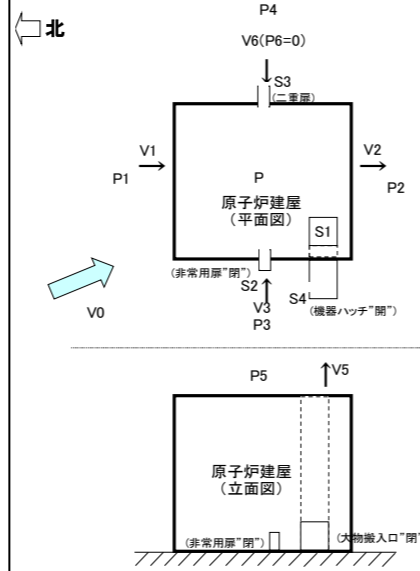 北
P4
V6(P6=0)
S3
(二重扉)
V1
V2
P1
P
P2
原子炉建屋
(平面図)
S1
(非常用扉"閉")
S2
S4
(機器ハッチ"開")
V0
V3
P3
P5
V5
原子炉建屋
(立面図)
(非常用扉"閉")
(大物搬入口"閉")